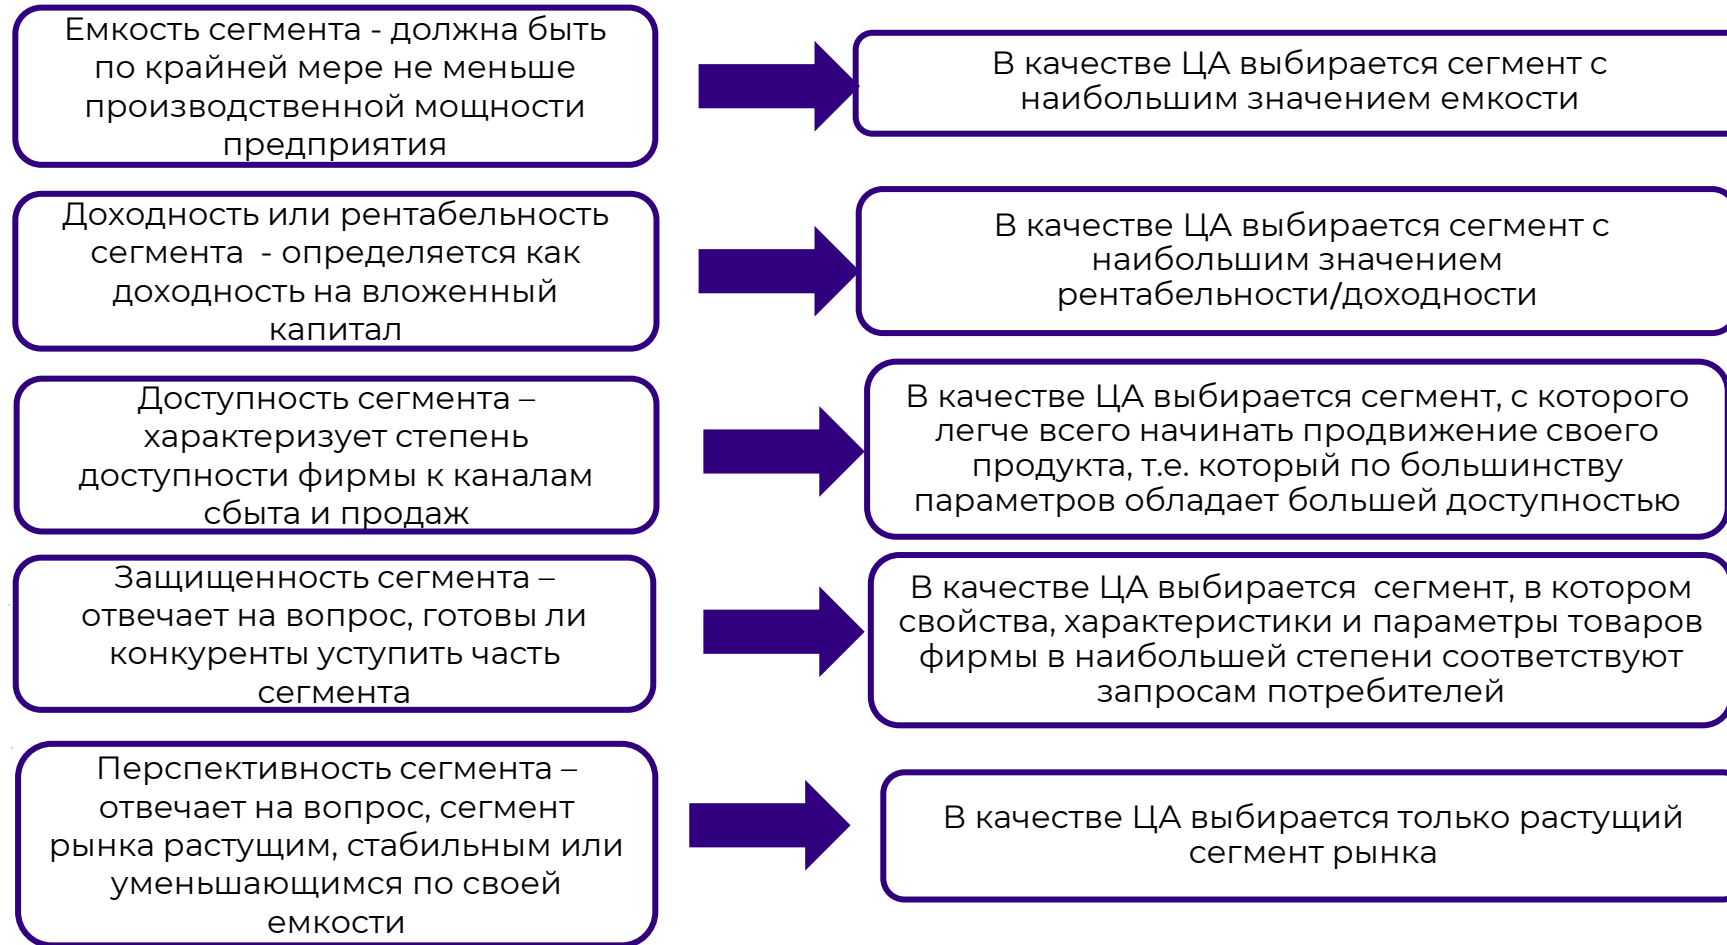 Емкость сегмента - должна быть
по крайней мере не меньше
производственной мощности
предприятия
В качестве ЦА выбирается сегмент с
наибольшим значением емкости
Доходность или рентабельность
сегмента - определяется как
доходность на вложенный
капитал
В качестве ЦА выбирается сегмент с
наибольшим значением
рентабельности/доходности
Доступность сегмента –
характеризует степень
доступности фирмы к каналам
сбыта и продаж
В качестве ЦА выбирается сегмент, с которого
легче всего начинать продвижение своего
продукта, т.е. который по большинству
параметров обладает большей доступностью
Защищенность сегмента –
отвечает на вопрос, готовы ли
конкуренты уступить часть
сегмента
В качестве ЦА выбирается сегмент, в котором
свойства, характеристики и параметры товаров
фирмы в наибольшей степени соответствуют
запросам потребителей
Перспективность сегмента –
отвечает на вопрос, сегмент
рынка растущим, стабильным или
уменьшающимся по своей
емкости
В качестве ЦА выбирается только растущий
сегмент рынка